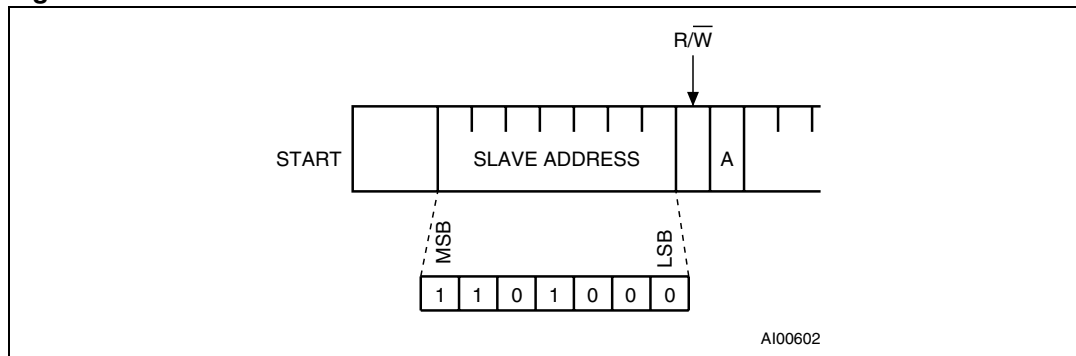 R/W̅
START
SLAVE ADDRESS
A
MSB
LSB
1 1 0 1 0 0 0
AI00602